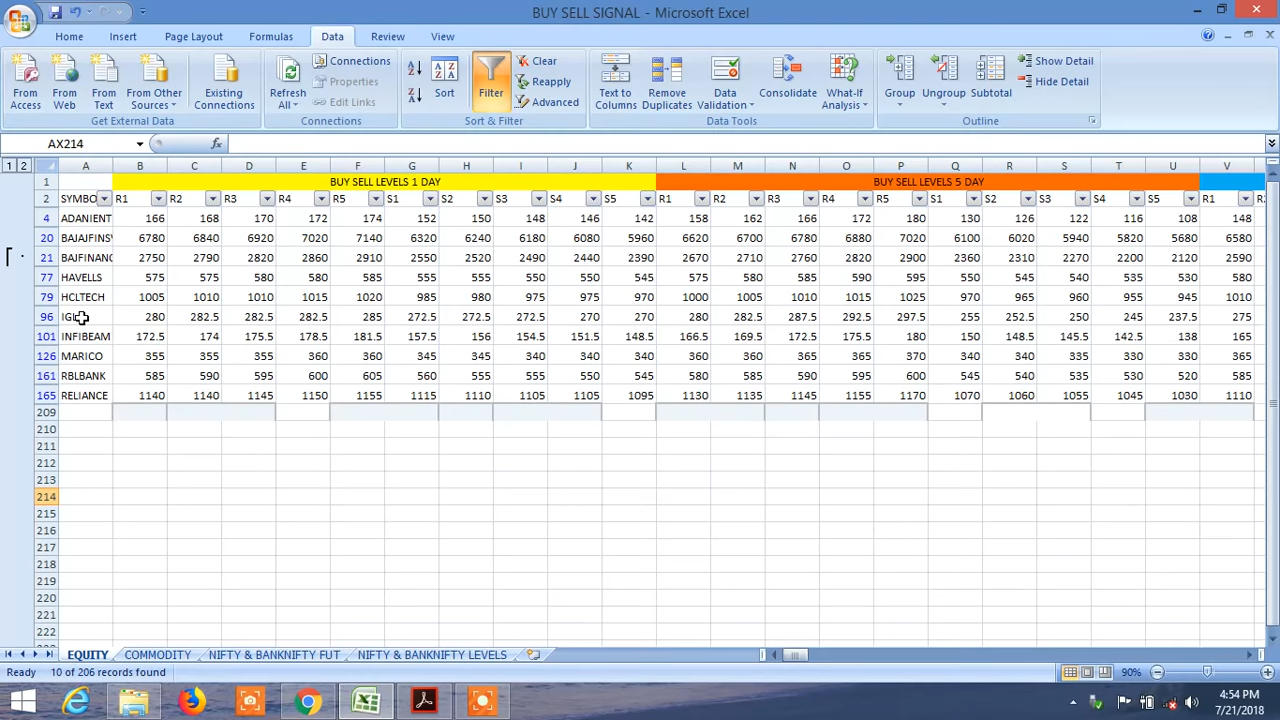 BUY SELL SIGNAL - Microsoft Excel
Home Insert Page Layout Formulas Data Review View
From Access From Web From Text From Other Sources Existing Connections Refresh All Connections Properties Edit Links Sort Filter Clear Reapply Advanced Text to Columns Remove Duplicates Data Validation Consolidate What-If Analysis Group Ungroup Subtotal Show Detail Hide Detail
Get External Data Connections Sort & Filter Data Tools Outline
AX214 fx
1 2 A B C D E F G H I J K L M N O P Q R S T U V
1 BUY SELL LEVELS 1 DAY BUY SELL LEVELS 5 DAY
2 SYMBO R1 R2 R3 R4 R5 S1 S2 S3 S4 S5 R1 R2 R3 R4 R5 S1 S2 S3 S4 S5 R1
4 ADANIENT 166 168 170 172 174 152 150 148 146 142 158 162 166 172 180 130 126 122 116 108 148
20 BAJAJFINSV 6780 6840 6920 7020 7140 6320 6240 6180 6080 5960 6620 6700 6780 6880 7020 6100 6020 5940 5820 5680 6580
21 BAJFINANC 2750 2790 2820 2860 2910 2550 2520 2490 2440 2390 2670 2710 2760 2820 2900 2360 2310 2270 2200 2120 2590
77 HAVELLS 575 575 580 580 585 555 555 550 550 545 575 580 585 590 595 550 545 540 535 530 580
79 HCLTECH 1005 1010 1010 1015 1020 985 980 975 975 970 1000 1005 1010 1015 1025 970 965 960 955 945 1010
96 IGL 280 282.5 282.5 282.5 285 272.5 272.5 272.5 270 270 280 282.5 287.5 292.5 297.5 255 252.5 250 245 237.5 275
101 INFIBEAM 172.5 174 175.5 178.5 181.5 157.5 156 154.5 151.5 148.5 166.5 169.5 172.5 175.5 180 150 148.5 145.5 142.5 138 165
126 MARICO 355 355 355 360 360 345 345 340 340 340 360 360 365 365 370 340 340 335 330 325 365
161 RBLBANK 585 590 595 600 605 560 555 555 550 545 580 585 590 595 600 545 540 535 530 520 585
165 RELIANCE 1140 1140 1145 1150 1155 1115 1110 1105 1105 1095 1130 1135 1145 1155 1170 1070 1060 1055 1045 1030 1110
209
210
211
212
213
214
215
216
217
218
219
220
221
222
EQUITY COMMODITY NIFTY & BANKNIFTY FUT NIFTY & BANKNIFTY LEVELS
Ready 10 of 206 records found 90%
4:54 PM
7/21/2018